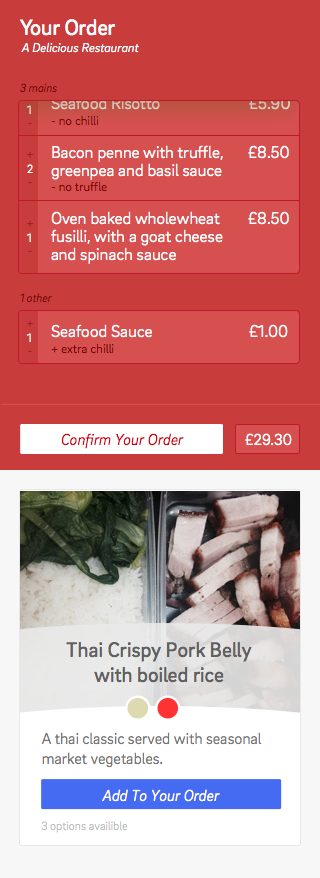 Your Order
A Delicious Restaurant
3 mains
1
Seafood Risotto
£5.90
-
- no chilli
+
2
-
Bacon penne with truffle,
£8.50
greenpea and basil sauce
- no truffle
+
1
-
Oven baked wholewheat
£8.50
fusilli, with a goat cheese
and spinach sauce
1 other
+
1
-
Seafood Sauce
£1.00
+ extra chilli
Confirm Your Order
£29.30
Thai Crispy Pork Belly
with boiled rice
A thai classic served with seasonal
market vegetables.
Add To Your Order
3 options availible